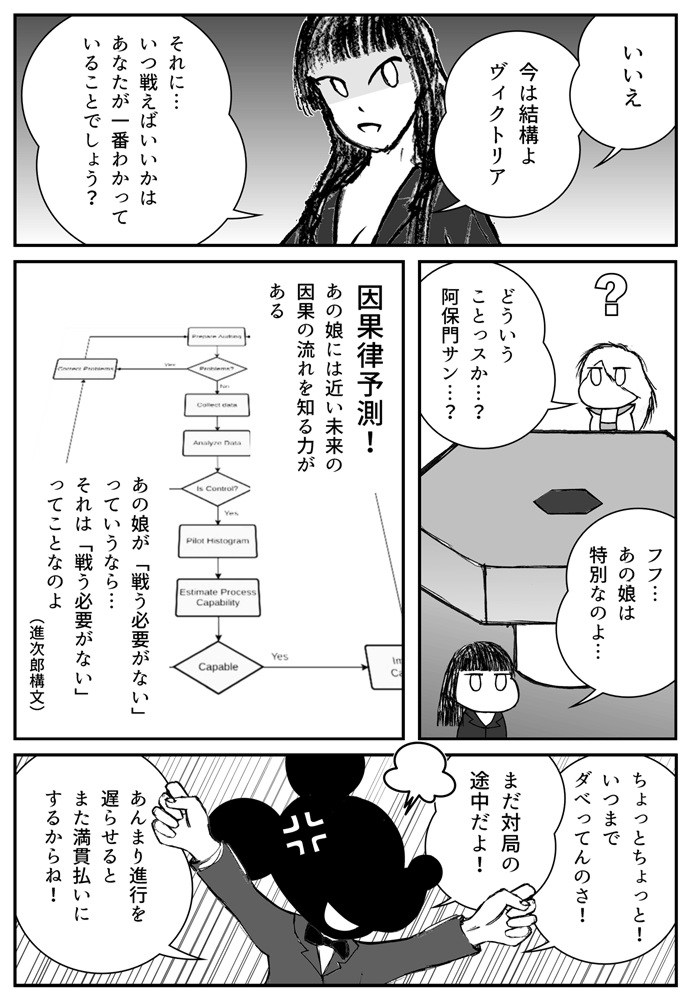 いいえ
今は結構よ
ヴィクトリア
それに…
いつ戦えばいいかは
あなたが一番わかって
いることでしょう?
?
どういう
ことっスか…?
阿保門サン…?
フフ…
あの娘は
特別なのよ…
因果律予測!
あの娘には近い未来の
因果の流れを知る力が
ある
Prepare Auditing
Correct Problems
Yes
Problems?
No
Collect data
Analyze Data
Is Control?
Yes
Pilot Histogram
Estimate Process
Capability
Capable
Yes
あの娘が「戦う必要がない」
っていうなら…
それは「戦う必要がない」
ってことなのよ
(進次郎構文)
ちょっとちょっと!
いつまで
ダベってんのさ!
まだ対局の
途中だよ!
あんまり進行を
遅らせると
また満貫払いに
するからね!